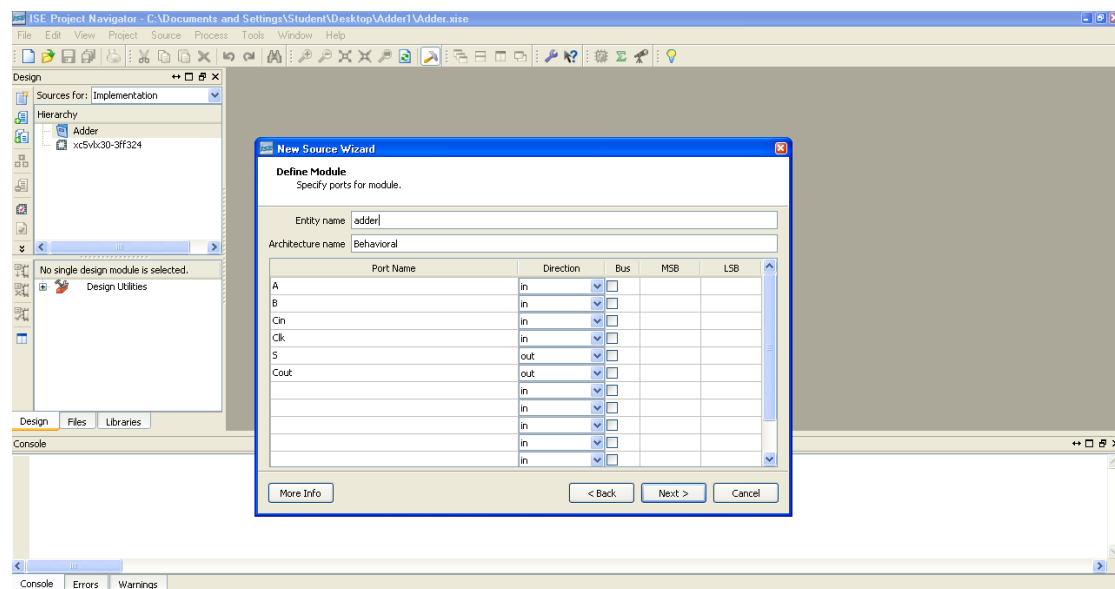 ISE Project Navigator - C:\Documents and Settings\Student\Desktop\Adder1\Adder.xise
File Edit View Project Source Process Tools Window Help
Design
Sources for: Implementation
Hierarchy
Adder
xc5vlx30-3ff324
No single design module is selected.
Design Utilities
Design Files Libraries
New Source Wizard
Define Module
Specify ports for module.
Entity name adder
Architecture name Behavioral
Port Name Direction Bus MSB LSB
A in
B in
Cin in
Clk in
S out
Cout out
in
in
in
in
in
More Info < Back Next > Cancel
Console
Console Errors Warnings